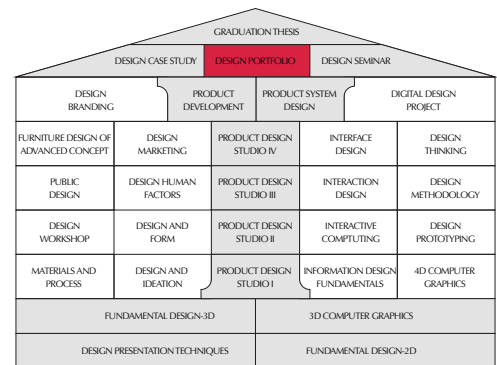 GRADUATION THESIS
DESIGN CASE STUDY
DESIGN PORTFOLIO
DESIGN SEMINAR
DESIGN
BRANDING
PRODUCT
DEVELOPMENT
PRODUCT SYSTEM
DESIGN
DIGITAL DESIGN
PROJECT
FURNITURE DESIGN OF
ADVANCED CONCEPT
DESIGN
MARKETING
PRODUCT DESIGN
STUDIO IV
INTERFACE
DESIGN
DESIGN
THINKING
PUBLIC
DESIGN
DESIGN HUMAN
FACTORS
PRODUCT DESIGN
STUDIO III
INTERACTION
DESIGN
DESIGN
METHODOLOGY
DESIGN
WORKSHOP
DESIGN AND
FORM
PRODUCT DESIGN
STUDIO II
INTERACTIVE
COMPTUTING
DESIGN
PROTOTYPING
MATERIALS AND
PROCESS
DESIGN AND
IDEATION
PRODUCT DESIGN
STUDIO I
INFORMATION DESIGN
FUNDAMENTALS
4D COMPUTER
GRAPHICS
FUNDAMENTAL DESIGN-3D
3D COMPUTER GRAPHICS
DESIGN PRESENTATION TECHNIQUES
FUNDAMENTAL DESIGN-2D